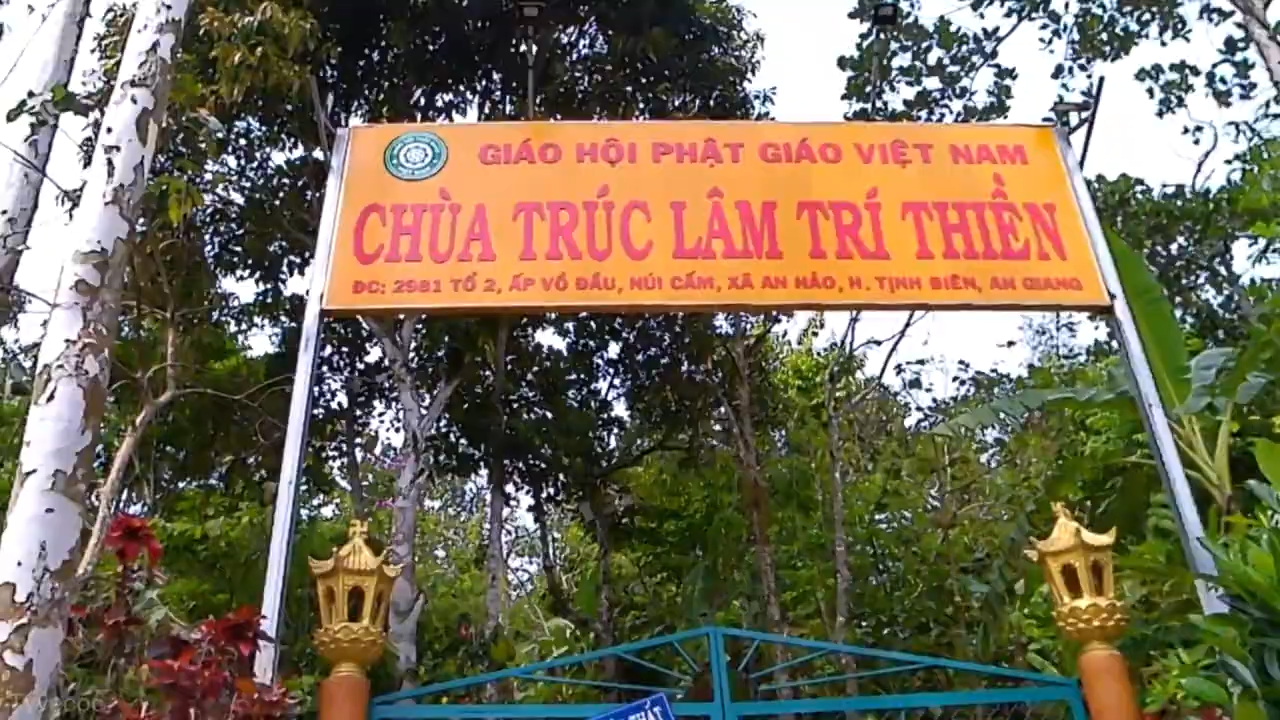 GIÁO HỘI PHẬT GIÁO VIỆT NAM
CHÙA TRÚC LÂM TRÍ THIỀN
ĐC: 2981 TỔ 2, ẤP VỒ ĐẦU, NÚI CẤM, XÃ AN HẢO, H. TỊNH BIÊN, AN GIANG